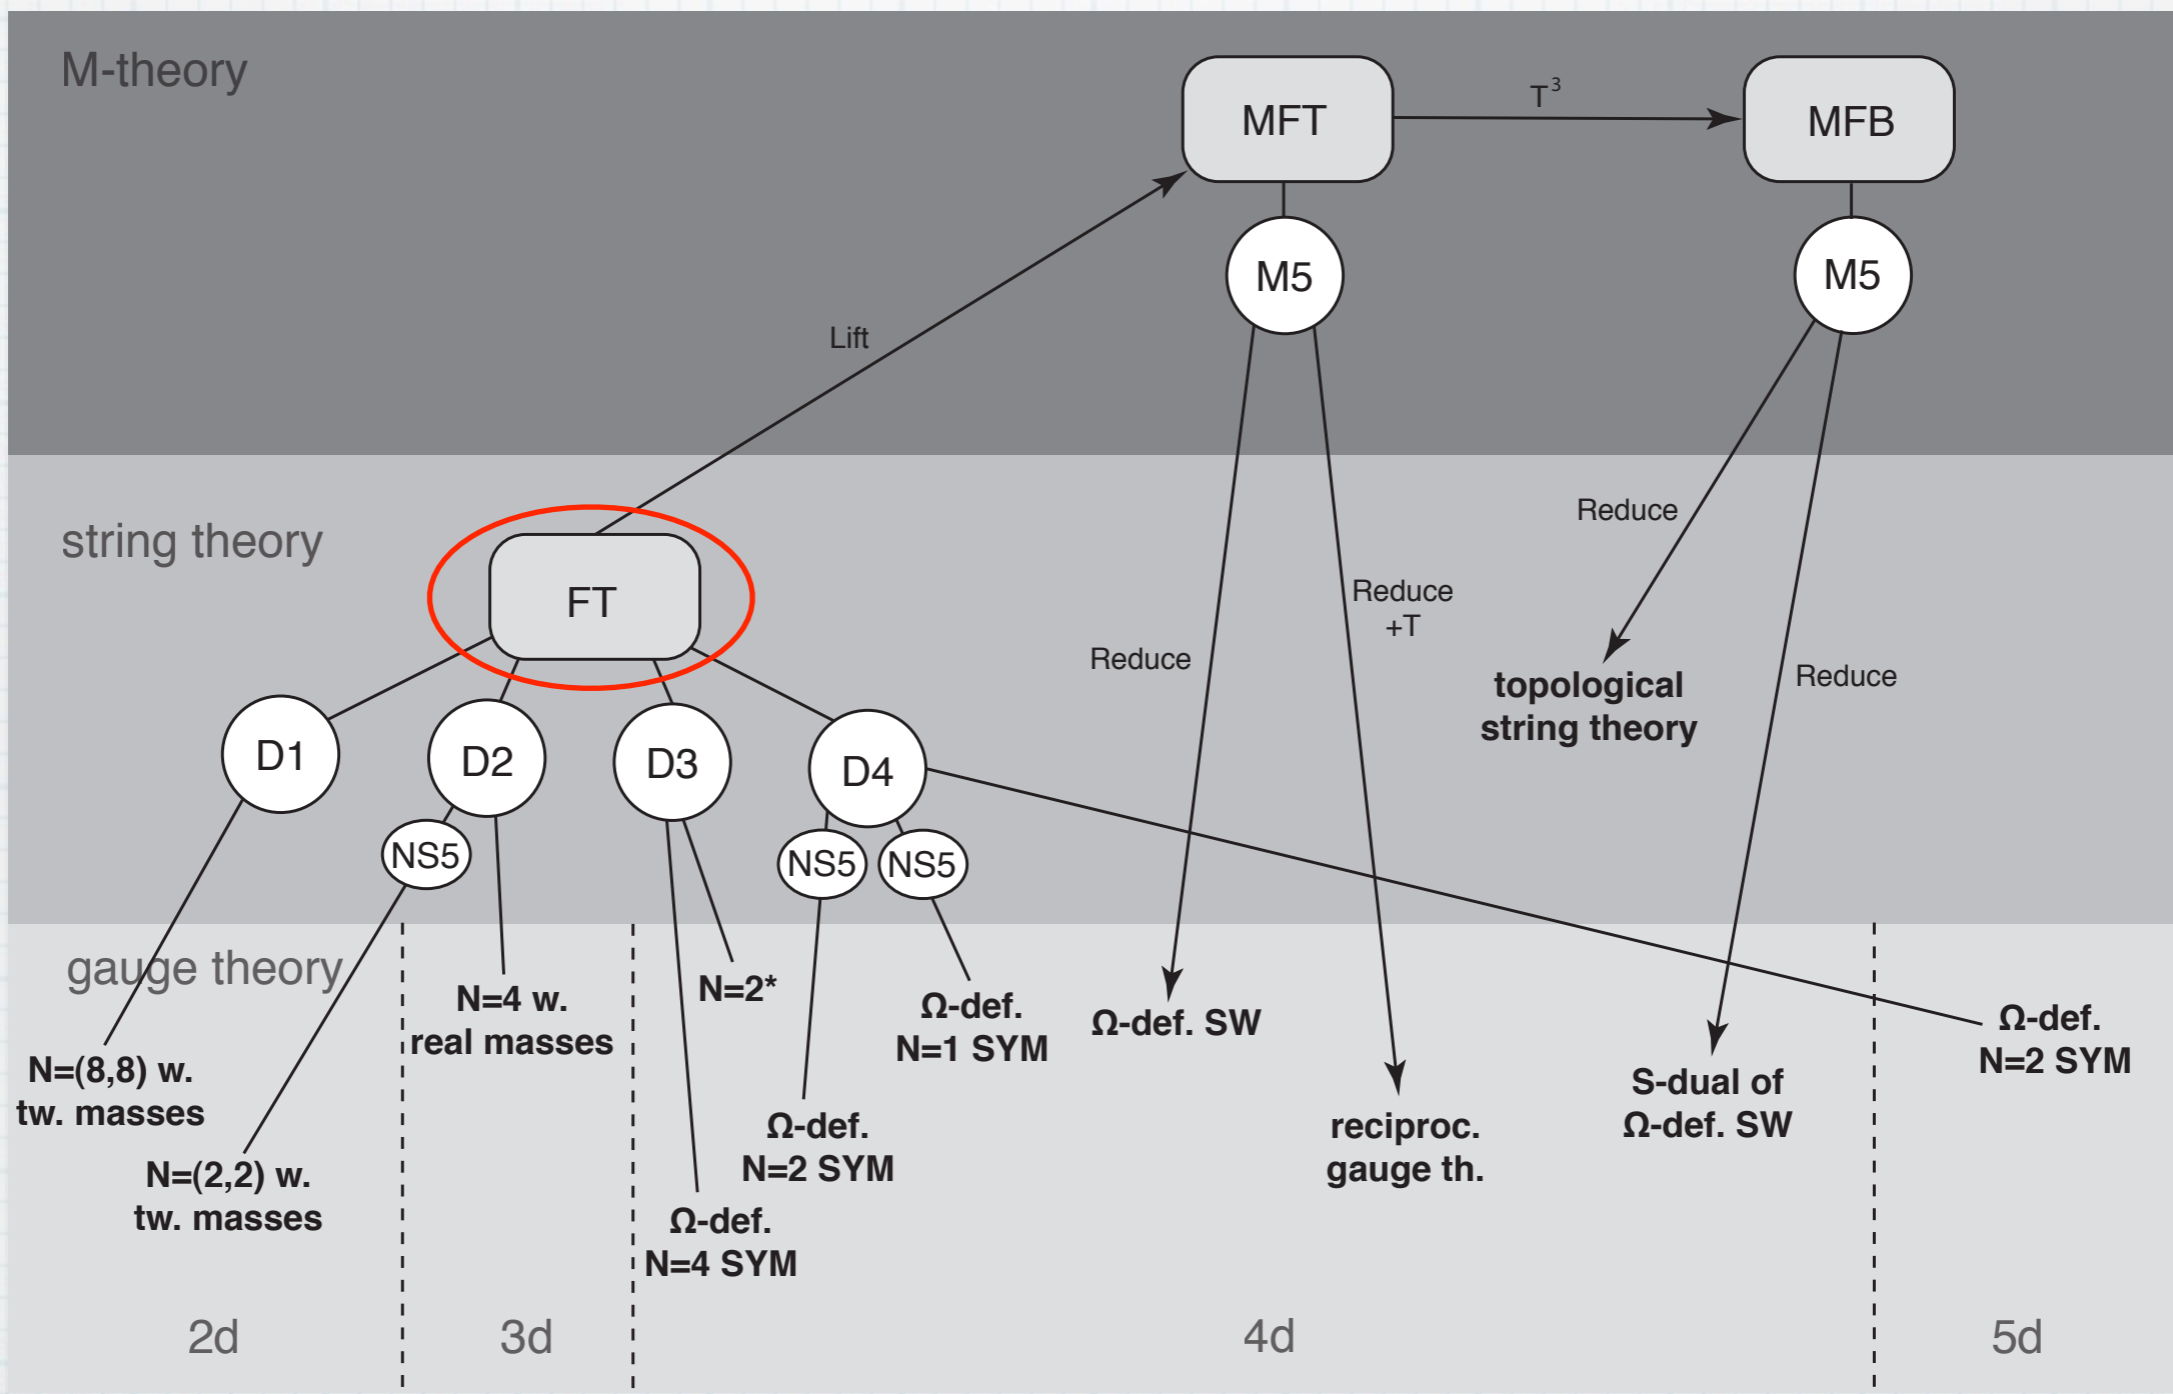 M-theory
MFT
T³
MFB
M5
M5
Lift
string theory
FT
Reduce
Reduce
+T
Reduce
Reduce
topological
string theory
D1
D2
D3
D4
NS5
NS5
NS5
gauge theory
N=4 w.
real masses
N=2*
Ω-def.
N=1 SYM
Ω-def. SW
Ω-def.
N=2 SYM
N=(8,8) w.
tw. masses
S-dual of
Ω-def. SW
Ω-def.
N=2 SYM
reciproc.
gauge th.
N=(2,2) w.
tw. masses
Ω-def.
N=4 SYM
2d
3d
4d
5d